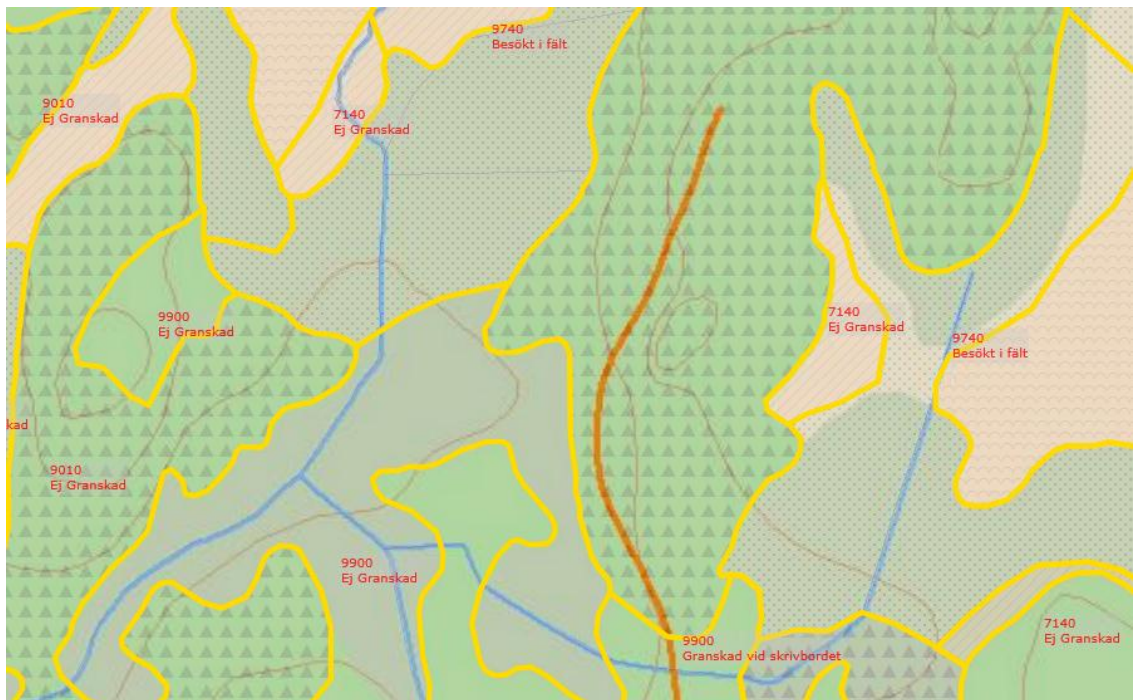 9740
Besökt i fält
9010
Ej Granskad
7140
Ej Granskad
9900
Ej Granskad
7140
Ej Granskad
9740
Besökt i fält
kad
9010
Ej Granskad
9900
Ej Granskad
7140
Ej Granskad
9900
Granskad vid skrivbordet